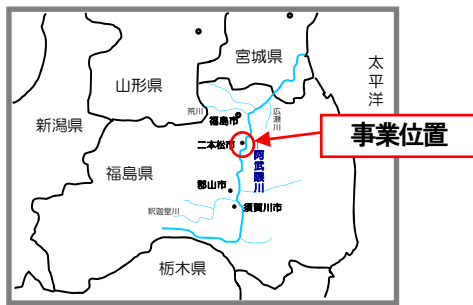 宮城県
太平洋
山形県
荒川
広瀬川
福島市
新潟県
事業位置
二本松市
阿武隈川
福島県
郡山市
釈迦堂川
須賀川市
栃木県